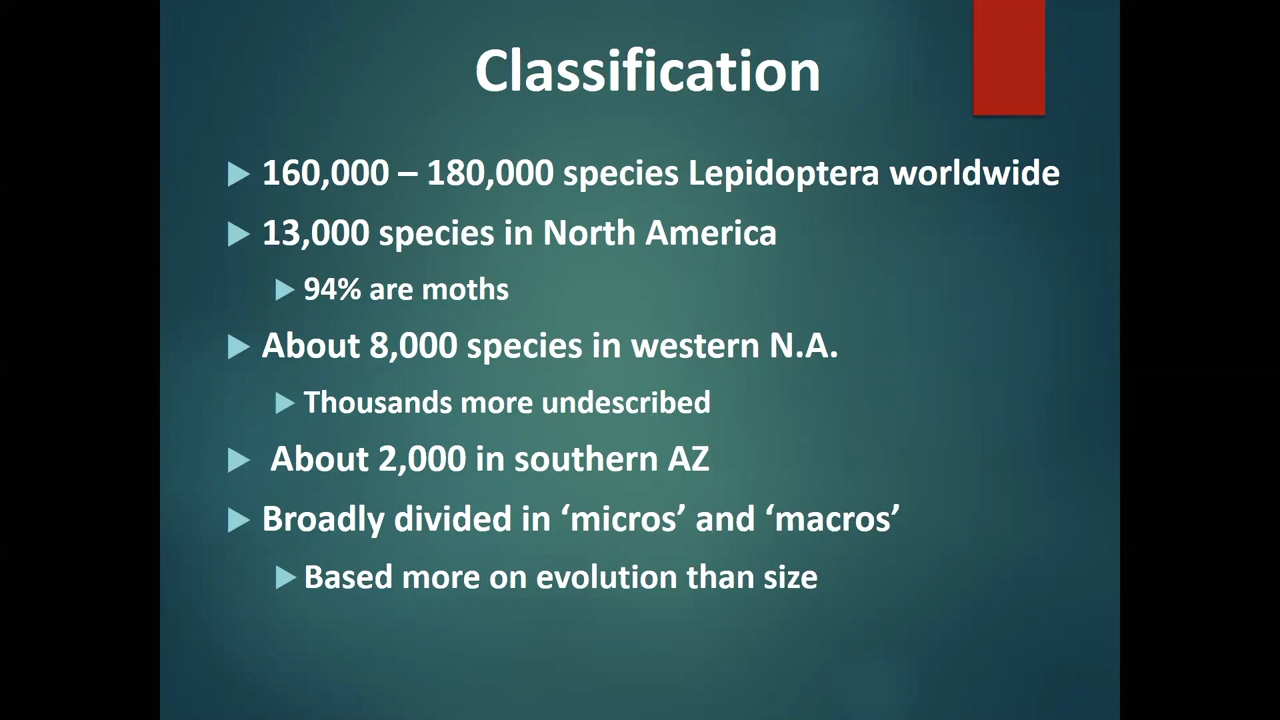 Classification
160,000 – 180,000 species Lepidoptera worldwide
13,000 species in North America
94% are moths
About 8,000 species in western N.A.
Thousands more undescribed
About 2,000 in southern AZ
Broadly divided in ‘micros’ and ‘macros’
Based more on evolution than size